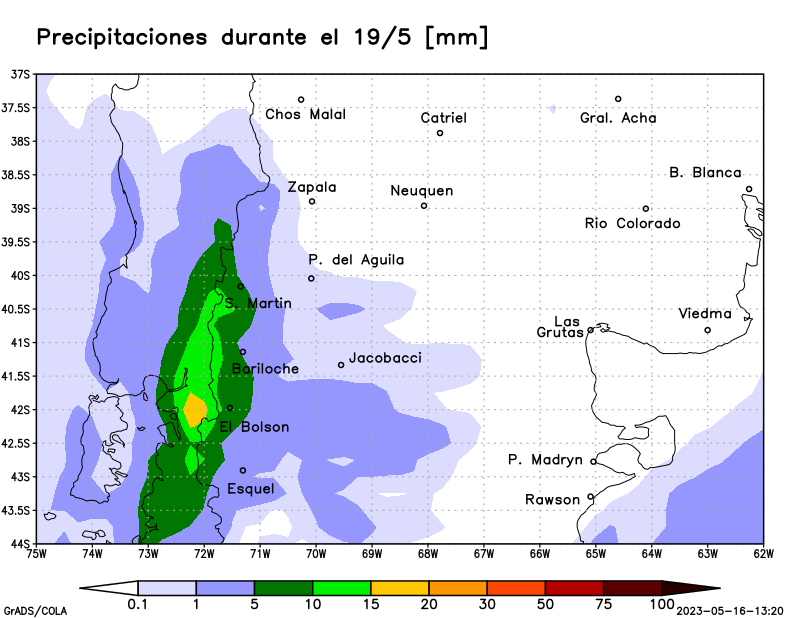 Precipitaciones durante el 19/5 [mm]
37S
37.5S
38S
38.5S
39S
39.5S
40S
40.5S
41S
41.5S
42S
42.5S
43S
43.5S
44S
Chos Malal
Catriel
Gral. Acha
B. Blanca
Zapala
Neuquen
Rio Colorado
P. del Aguila
S. Martin
Las
Grutas
Viedma
Bariloche
Jacobacci
El Bolson
Esquel
P. Madryn
Rawson
75W 74W 73W 72W 71W 70W 69W 68W 67W 66W 65W 64W 63W 62W
0.1 1 5 10 15 20 30 50 75 100
GrADS/COLA
2023-05-16-13:20